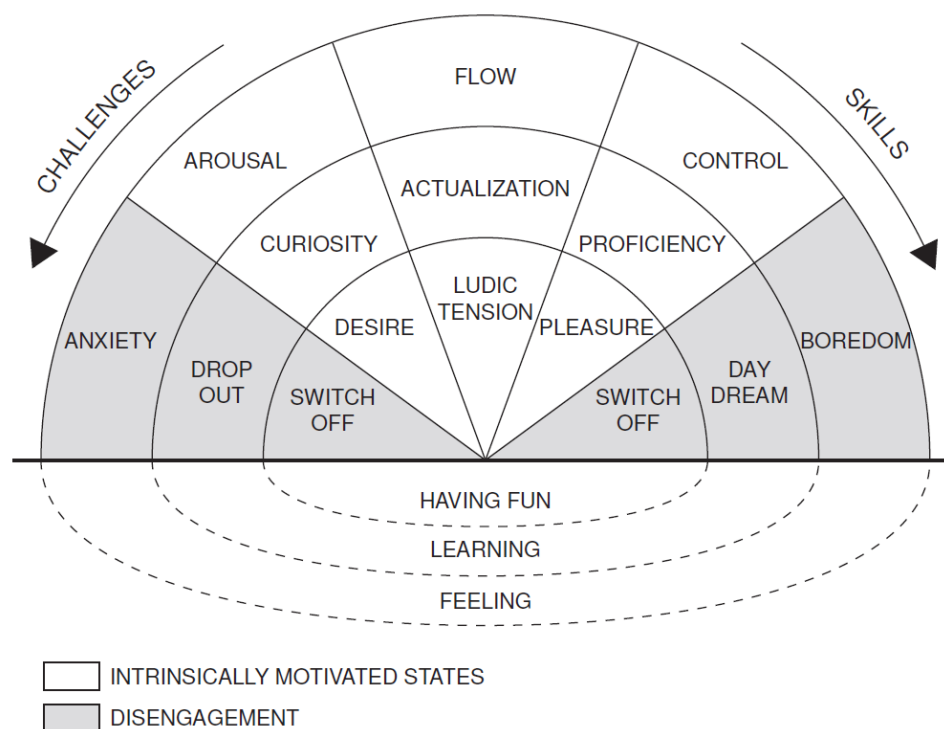 CHALLENGES
SKILLS
FLOW
AROUSAL
CONTROL
ACTUALIZATION
CURIOSITY
PROFICIENCY
LUDIC
TENSION
DESIRE
PLEASURE
ANXIETY
BOREDOM
DROP
OUT
DAY
DREAM
SWITCH
OFF
SWITCH
OFF
HAVING FUN
LEARNING
FEELING
INTRINSICALLY MOTIVATED STATES
DISENGAGEMENT